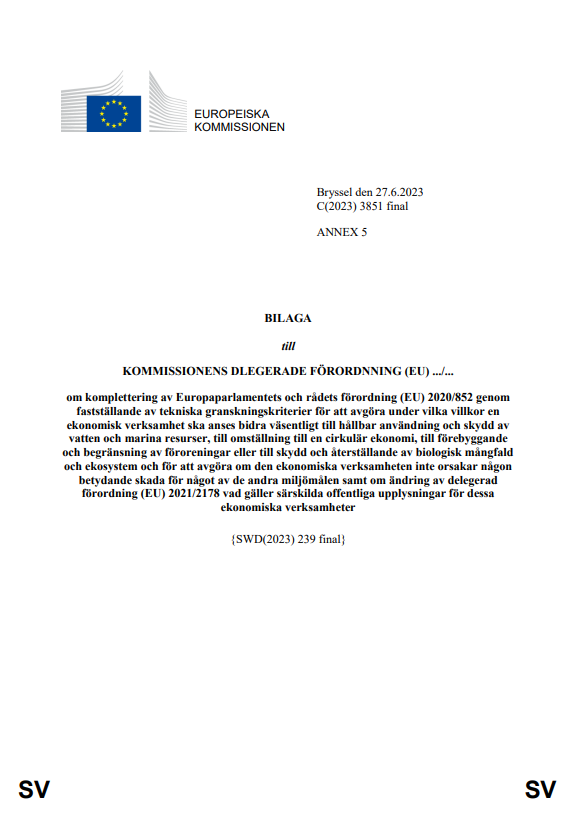 EUROPEISKA
KOMMISSIONEN
Bryssel den 27.6.2023
C(2023) 3851 final
ANNEX 5
BILAGA
till
KOMMISSIONENS DLEGERADE FÖRORDNNING (EU) .../...
om komplettering av Europaparlamentets och rådets förordning (EU) 2020/852 genom
fastställande av tekniska granskningskriterier för att avgöra under vilka villkor en
ekonomisk verksamhet ska anses bidra väsentligt till hållbar användning och skydd av
vatten och marina resurser, till omställning till en cirkulär ekonomi, till förebyggande
och begränsning av föroreningar eller till skydd och återställande av biologisk mångfald
och ekosystem och för att avgöra om den ekonomiska verksamheten inte orsakar någon
betydande skada för något av de andra miljömålen samt om ändring av delegerad
förordning (EU) 2021/2178 vad gäller särskilda offentliga upplysningar för dessa
ekonomiska verksamheter
{SWD(2023) 239 final}
SV SV